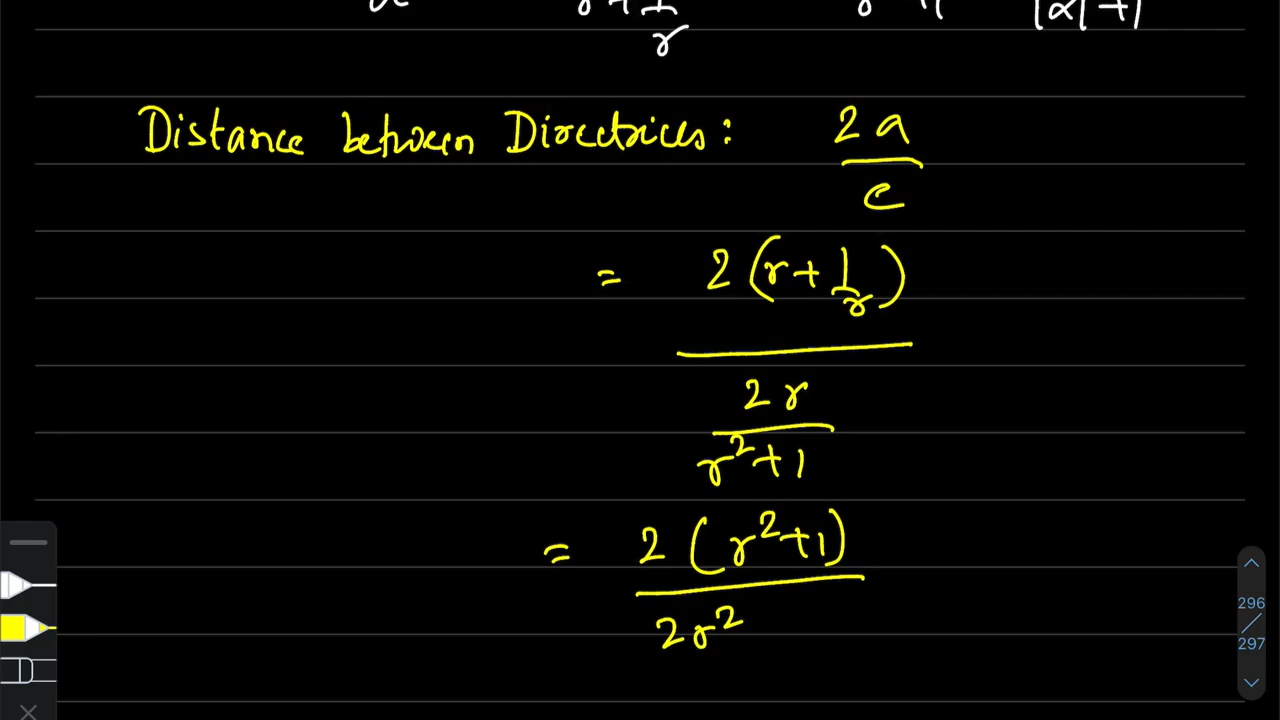 Distance between Directrices : 2a
e
= 2 (r + 1/r)
2r
r²+1
= 2 (r²+1)
2r²
296
297